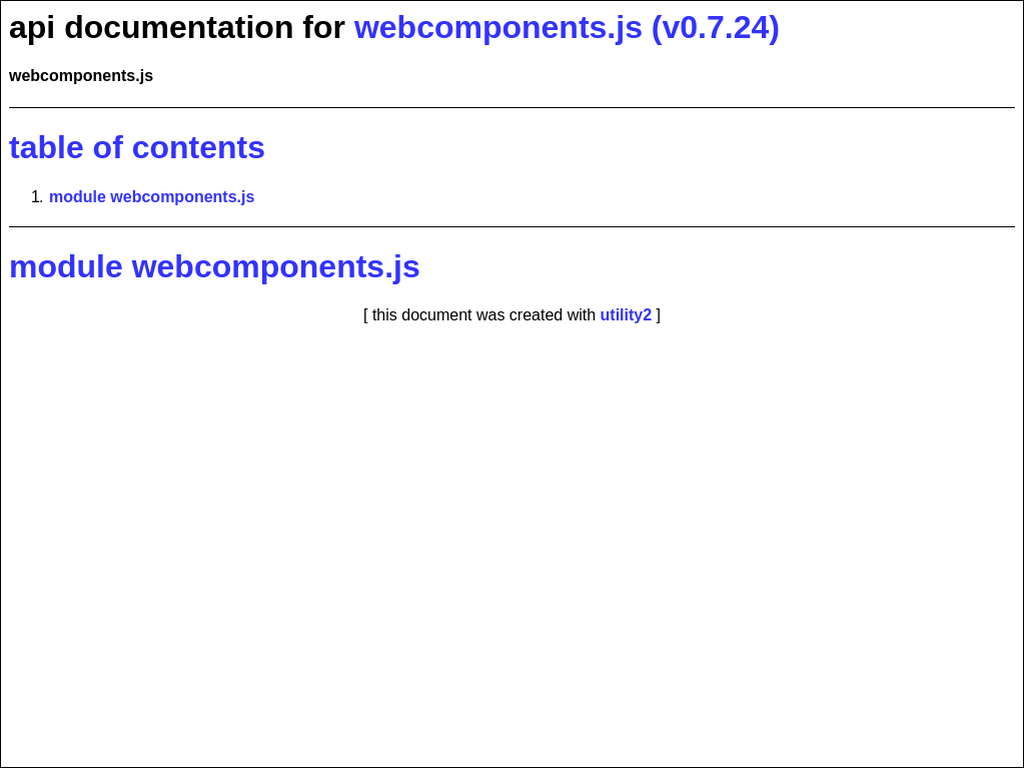 api documentation for webcomponents.js (v0.7.24)
webcomponents.js
table of contents
1. module webcomponents.js
module webcomponents.js
[ this document was created with utility2 ]